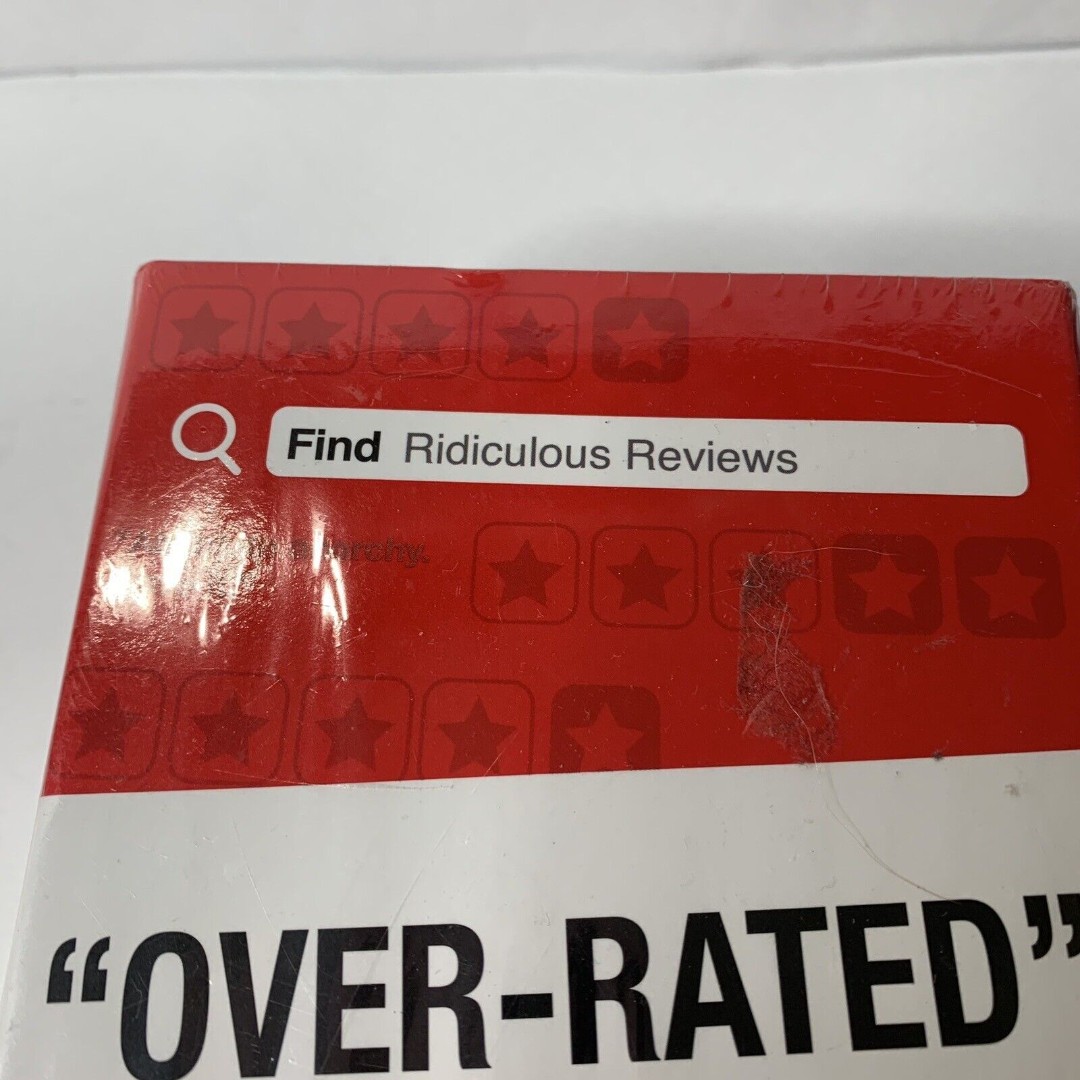 Find Ridiculous Reviews
“OVER-RATED”